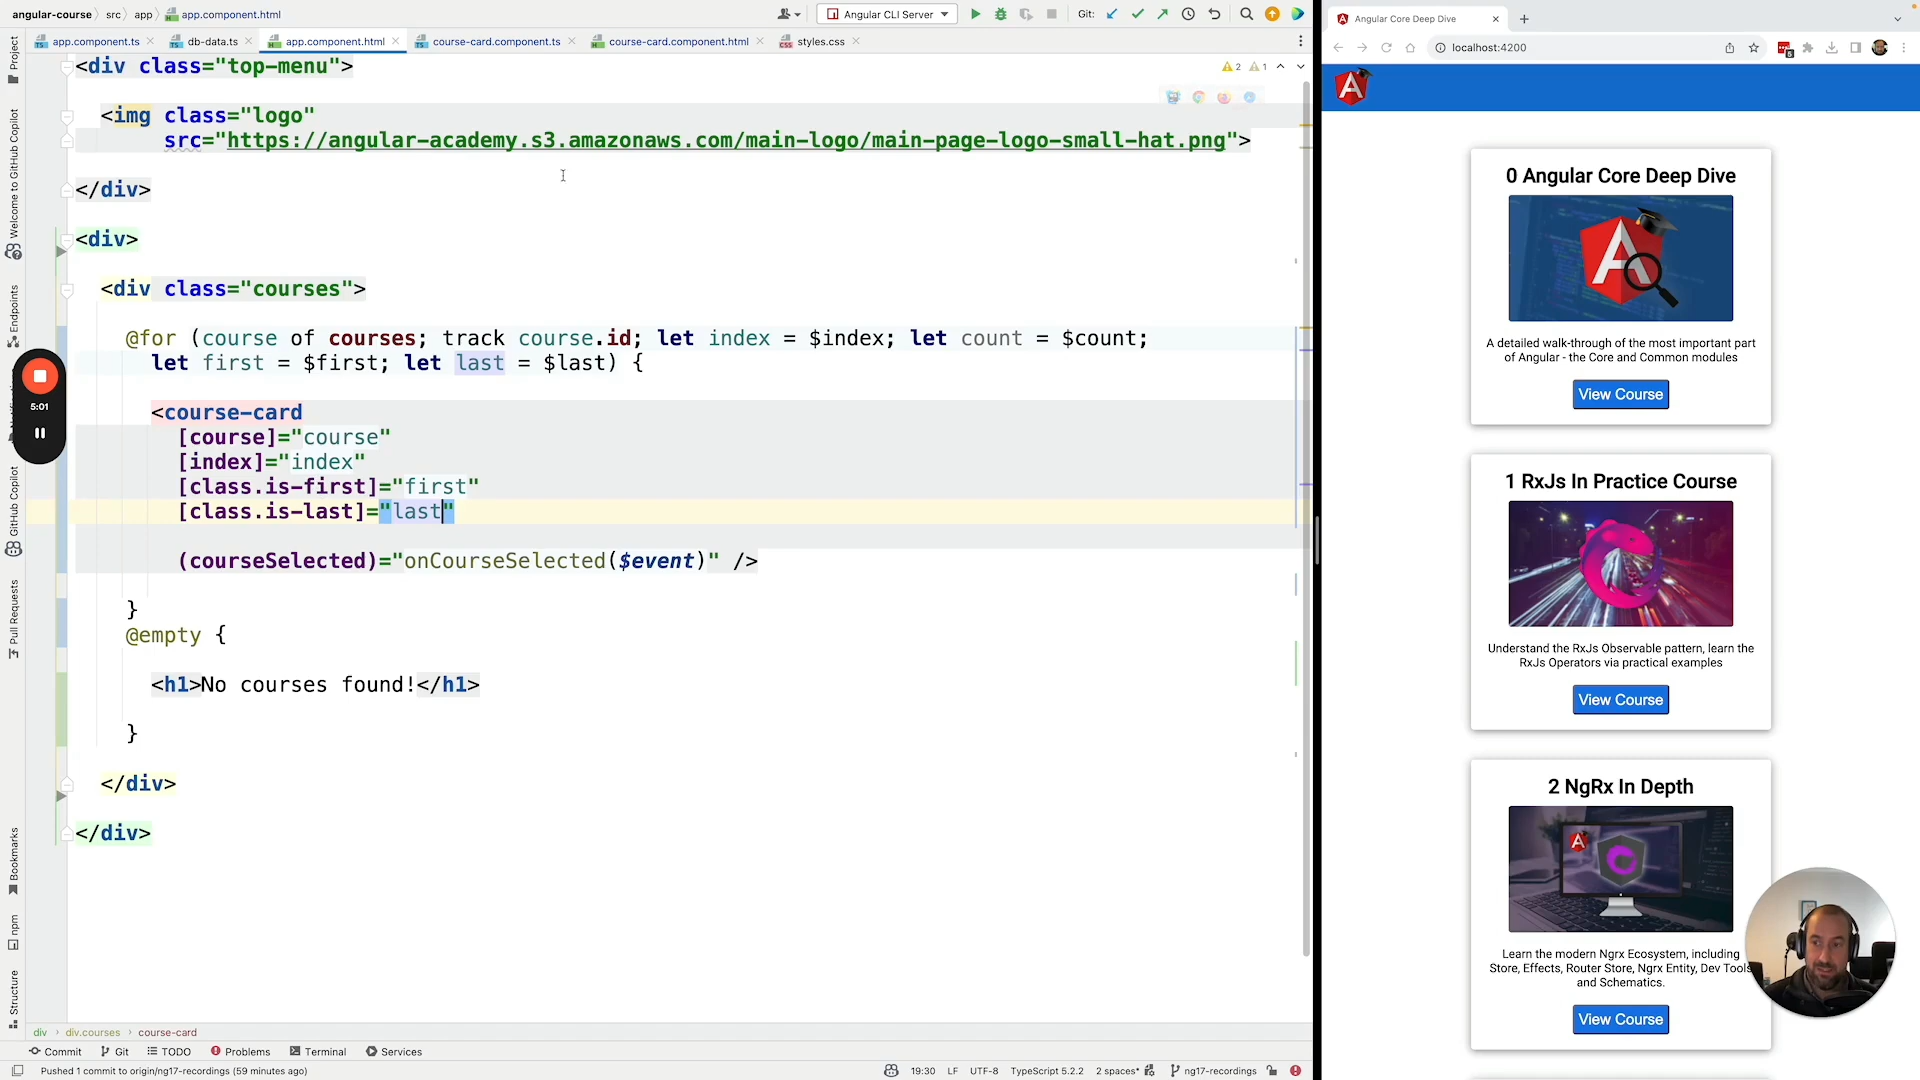 angular-course
src
app
app.component.html
Angular CLI Server
Git:
app.component.ts
db-data.ts
app.component.html
course-card.component.ts
course-card.component.html
styles.css
<div class="top-menu">
2
1
<img class="logo"
src="https://angular-academy.s3.amazonaws.com/main-logo/main-page-logo-small-hat.png">
</div>
<div>
<div class="courses">
@for (course of courses; track course.id; let index = $index; let count = $count;
let first = $first; let last = $last) {
<course-card
[course]="course"
[index]="index"
[class.is-first]="first"
[class.is-last]="last"
(courseSelected)="onCourseSelected($event)" />
}
@empty {
<h1>No courses found!</h1>
}
</div>
</div>
Project
Welcome to GitHub Copilot
Endpoints
5:01
GitHub Copilot
Pull Requests
Bookmarks
npm
Structure
div
div.courses
course-card
Commit
Git
TODO
Problems
Terminal
Services
Pushed 1 commit to origin/ng17-recordings (59 minutes ago)
19:30
LF
UTF-8
TypeScript 5.2.2
2 spaces*
ng17-recordings
Angular Core Deep Dive
localhost:4200
0 Angular Core Deep Dive
A detailed walk-through of the most important part
of Angular - the Core and Common modules
View Course
1 RxJs In Practice Course
Understand the RxJs Observable pattern, learn the
RxJs Operators via practical examples
View Course
2 NgRx In Depth
Learn the modern Ngrx Ecosystem, including
Store, Effects, Router Store, Ngrx Entity, Dev Tools
and Schematics.
View Course